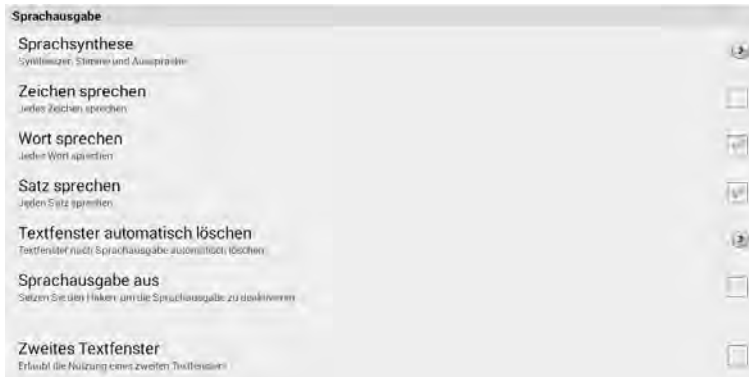 Sprachausgabe
Sprachsynthese
Synthesizer, Stimme und Aussprache
Zeichen sprechen
Jedes Zeichen sprechen
Wort sprechen
Jedes Wort sprechen
Satz sprechen
Jeden Satz sprechen
Textfenster automatisch löschen
Textfenster nach Sprachausgabe automatisch löschen
Sprachausgabe aus
Setzen Sie den Haken, um die Sprachausgabe zu deaktivieren
Zweites Textfenster
Erlaubt die Nutzung eines zweiten Textfensters